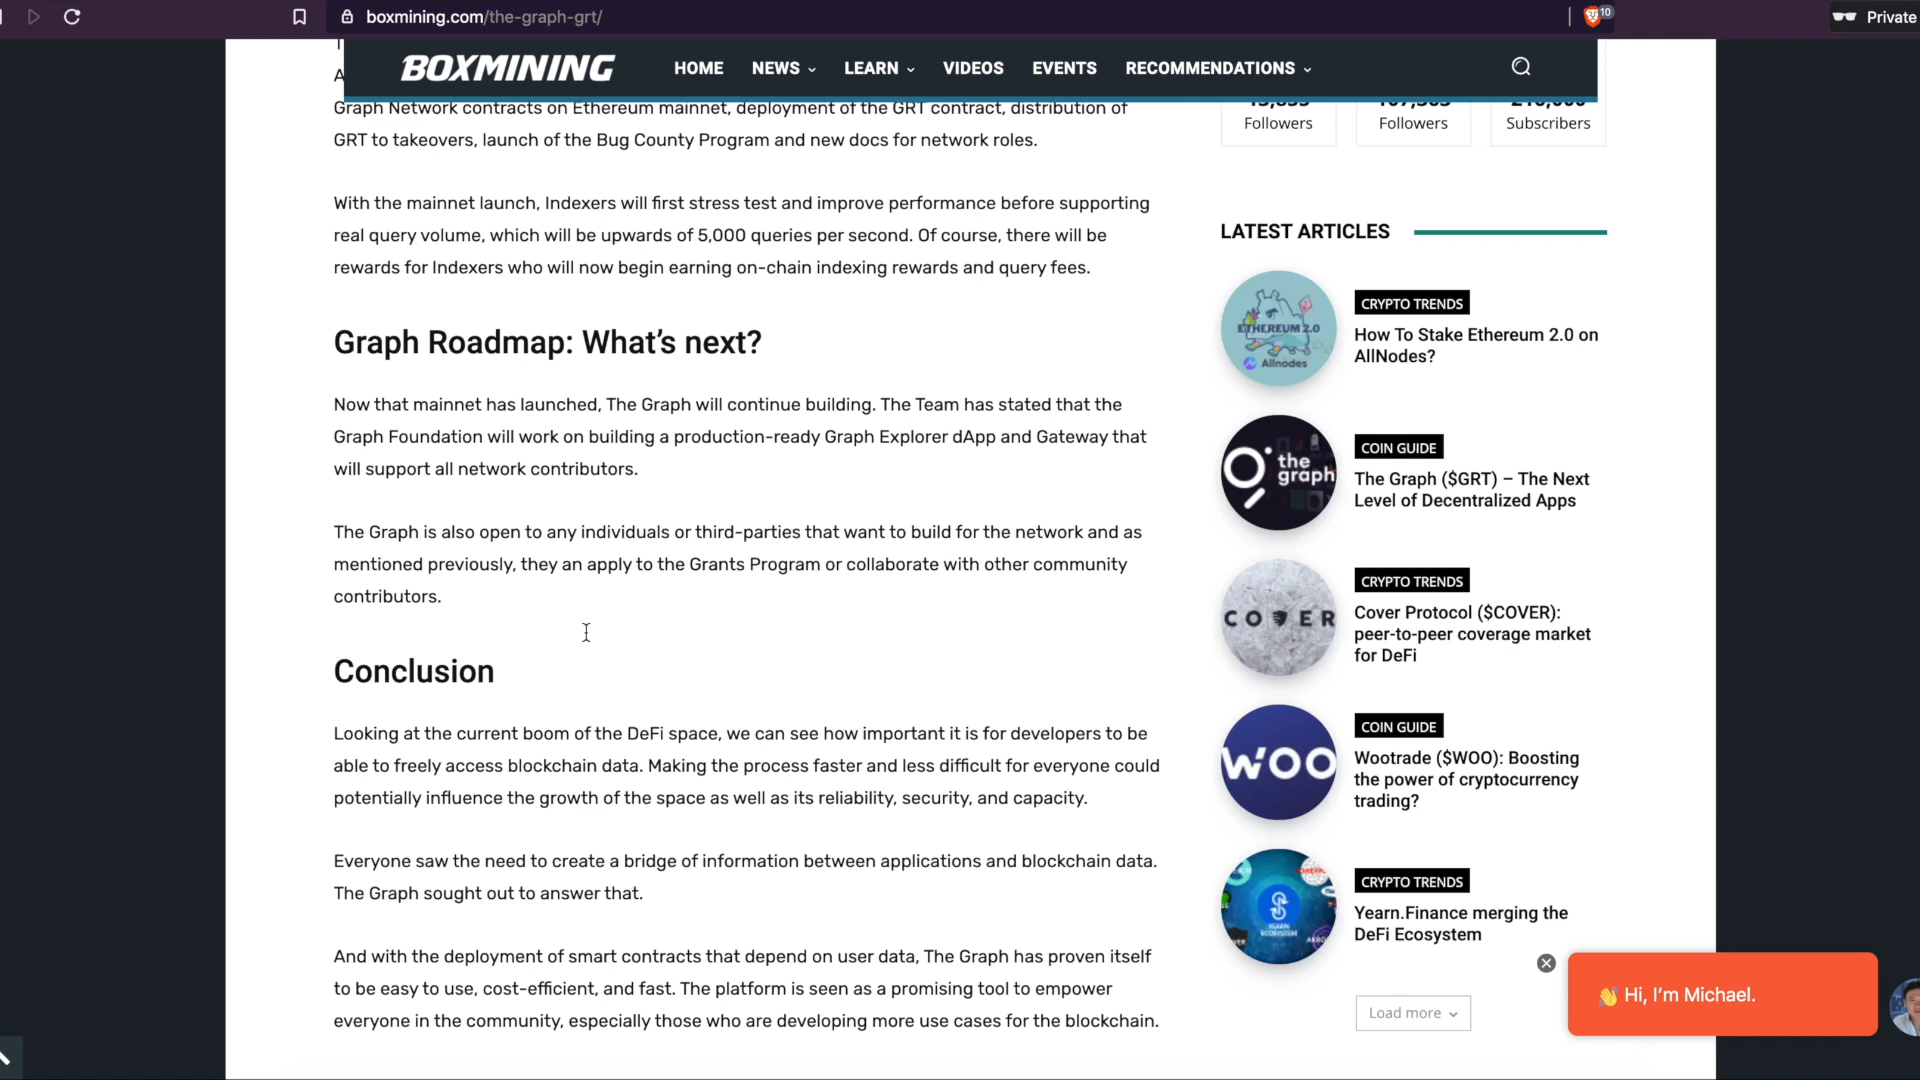 boxmining.com/the-graph-grt/
10
Private
BOXMINING
HOME
NEWS
LEARN
VIDEOS
EVENTS
RECOMMENDATIONS
Graph Network contracts on Ethereum mainnet, deployment of the GRT contract, distribution of
GRT to takeovers, launch of the Bug County Program and new docs for network roles.
With the mainnet launch, Indexers will first stress test and improve performance before supporting
real query volume, which will be upwards of 5,000 queries per second. Of course, there will be
rewards for Indexers who will now begin earning on-chain indexing rewards and query fees.
Graph Roadmap: What's next?
Now that mainnet has launched, The Graph will continue building. The Team has stated that the
Graph Foundation will work on building a production-ready Graph Explorer dApp and Gateway that
will support all network contributors.
The Graph is also open to any individuals or third-parties that want to build for the network and as
mentioned previously, they an apply to the Grants Program or collaborate with other community
contributors.
Conclusion
Looking at the current boom of the DeFi space, we can see how important it is for developers to be
able to freely access blockchain data. Making the process faster and less difficult for everyone could
potentially influence the growth of the space as well as its reliability, security, and capacity.
Everyone saw the need to create a bridge of information between applications and blockchain data.
The Graph sought out to answer that.
And with the deployment of smart contracts that depend on user data, The Graph has proven itself
to be easy to use, cost-efficient, and fast. The platform is seen as a promising tool to empower
everyone in the community, especially those who are developing more use cases for the blockchain.
Followers
Followers
Subscribers
LATEST ARTICLES
ETHEREUM 2.0
Allnodes
CRYPTO TRENDS
How To Stake Ethereum 2.0 on
AllNodes?
the
graph
COIN GUIDE
The Graph ($GRT) – The Next
Level of Decentralized Apps
COVER
CRYPTO TRENDS
Cover Protocol ($COVER):
peer-to-peer coverage market
for DeFi
WOO
COIN GUIDE
Wootrade ($WOO): Boosting
the power of cryptocurrency
trading?
YEARN
ECOSYSTEM
CRYPTO TRENDS
Yearn.Finance merging the
DeFi Ecosystem
Load more
Hi, I'm Michael.